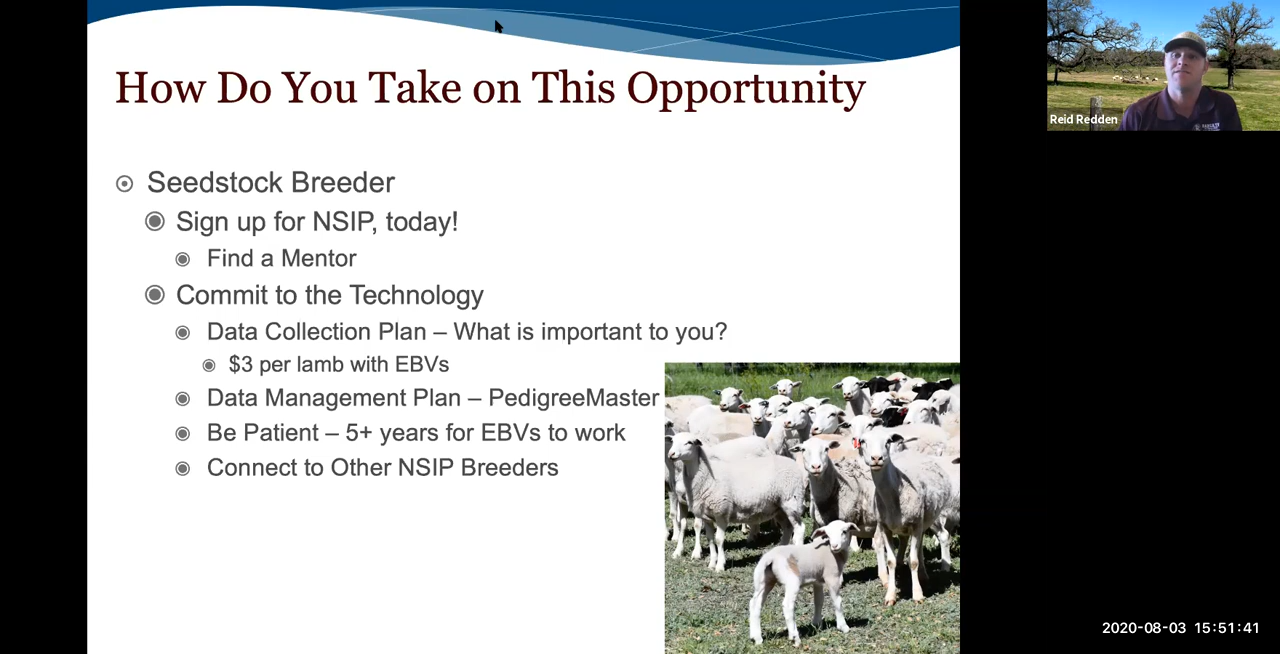 How Do You Take on This Opportunity
Seedstock Breeder
Sign up for NSIP, today!
Find a Mentor
Commit to the Technology
Data Collection Plan – What is important to you?
$3 per lamb with EBVs
Data Management Plan – PedigreeMaster
Be Patient – 5+ years for EBVs to work
Connect to Other NSIP Breeders
Reid Redden
2020-08-03 15:51:41